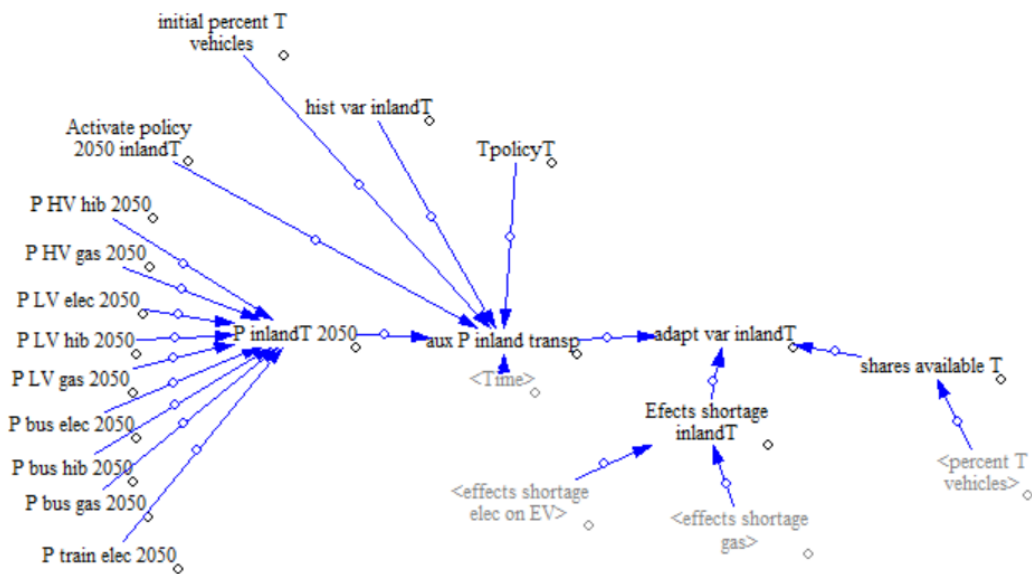 initial percent T
vehicles
hist var inlandT
Activate policy
2050 inlandT
TpolicyT
P HV hib 2050
P HV gas 2050
P LV elec 2050
P LV hib 2050
P inlandT 2050
aux P inland transp
adapt var inlandT
shares available T
P LV gas 2050
<Time>
P bus elec 2050
Efects shortage
inlandT
P bus hib 2050
<percent T
vehicles>
P bus gas 2050
<effects shortage
elec on EV>
<effects shortage
gas>
P train elec 2050